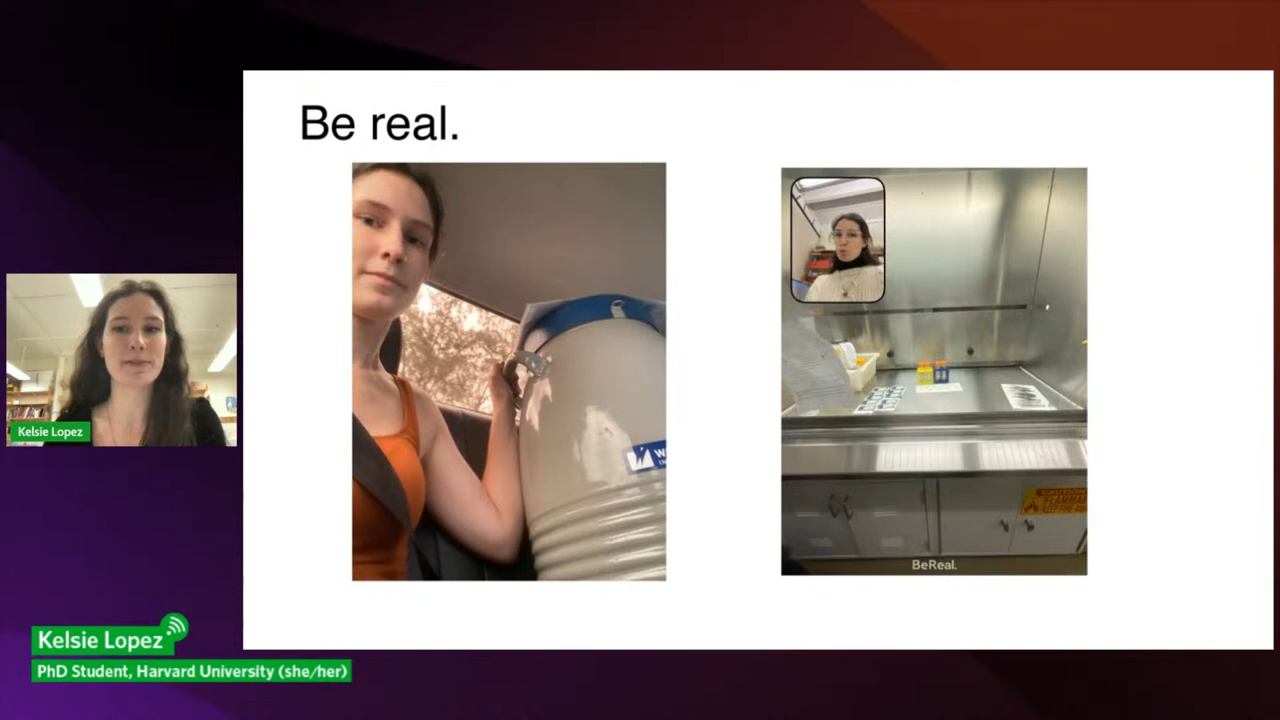 Be real.
Kelsie Lopez
W
BeReal.
Kelsie Lopez
PhD Student, Harvard University (she/her)